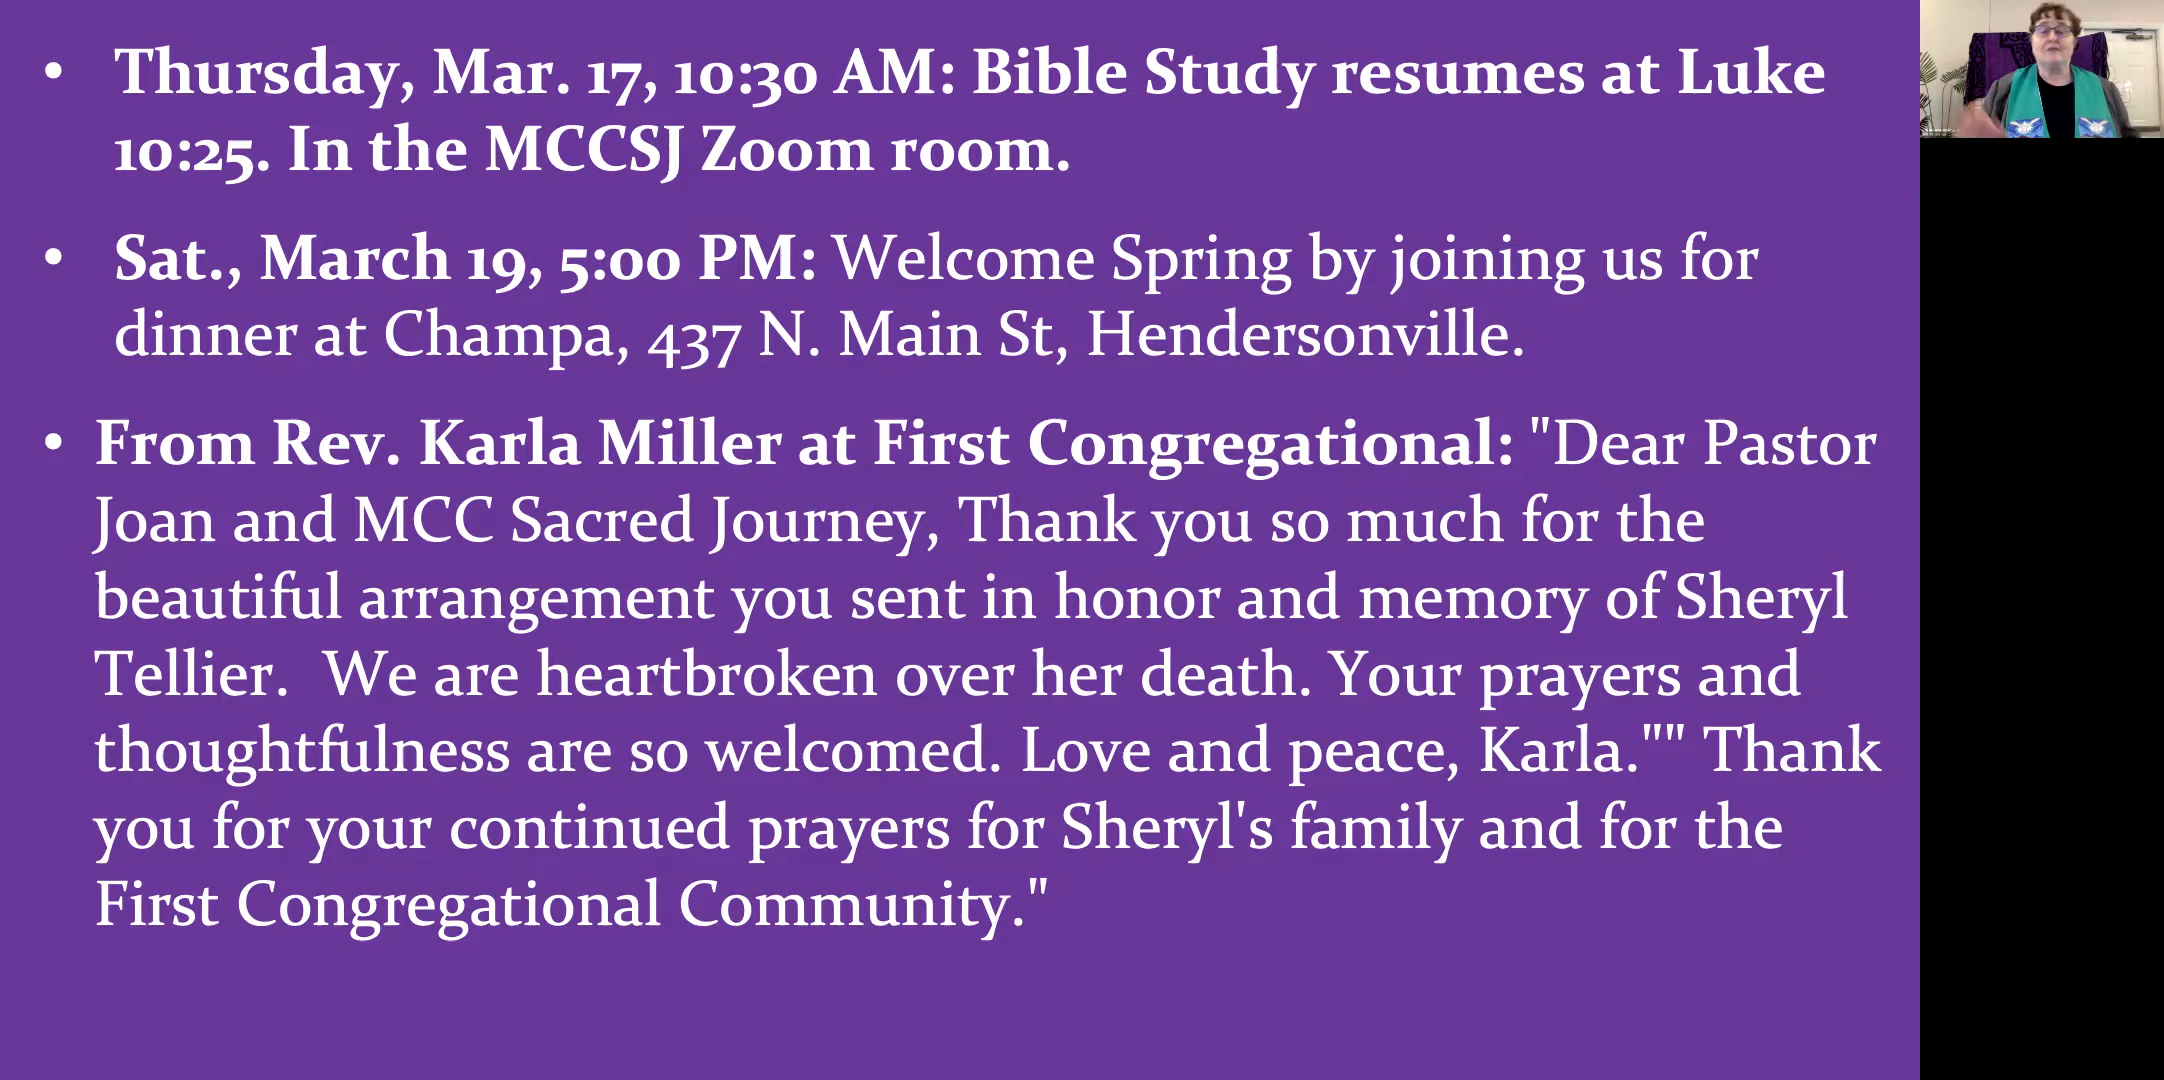 • Thursday, Mar. 17, 10:30 AM: Bible Study resumes at Luke
10:25. In the MCCSJ Zoom room.
• Sat., March 19, 5:00 PM: Welcome Spring by joining us for
dinner at Champa, 437 N. Main St, Hendersonville.
• From Rev. Karla Miller at First Congregational: "Dear Pastor
Joan and MCC Sacred Journey, Thank you so much for the
beautiful arrangement you sent in honor and memory of Sheryl
Tellier.  We are heartbroken over her death. Your prayers and
thoughtfulness are so welcomed. Love and peace, Karla."" Thank
you for your continued prayers for Sheryl's family and for the
First Congregational Community."